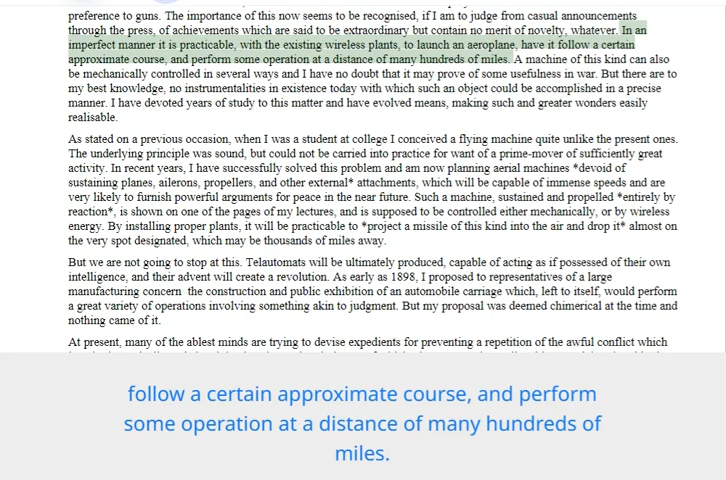 preference to guns. The importance of this now seems to be recognised, if I am to judge from casual announcements
through the press, of achievements which are said to be extraordinary but contain no merit of novelty, whatever. In an
imperfect manner it is practicable, with the existing wireless plants, to launch an aeroplane, have it follow a certain
approximate course, and perform some operation at a distance of many hundreds of miles. A machine of this kind can also
be mechanically controlled in several ways and I have no doubt that it may prove of some usefulness in war. But there are to
my best knowledge, no instrumentalities in existence today with which such an object could be accomplished in a precise
manner. I have devoted years of study to this matter and have evolved means, making such and greater wonders easily
realisable.
As stated on a previous occasion, when I was a student at college I conceived a flying machine quite unlike the present ones.
The underlying principle was sound, but could not be carried into practice for want of a prime-mover of sufficiently great
activity. In recent years, I have successfully solved this problem and am now planning aerial machines *devoid of
sustaining planes, ailerons, propellers, and other external* attachments, which will be capable of immense speeds and are
very likely to furnish powerful arguments for peace in the near future. Such a machine, sustained and propelled *entirely by
reaction*, is shown on one of the pages of my lectures, and is supposed to be controlled either mechanically, or by wireless
energy. By installing proper plants, it will be practicable to *project a missile of this kind into the air and drop it* almost on
the very spot designated, which may be thousands of miles away.
But we are not going to stop at this. Telautomats will be ultimately produced, capable of acting as if possessed of their own
intelligence, and their advent will create a revolution. As early as 1898, I proposed to representatives of a large
manufacturing concern the construction and public exhibition of an automobile carriage which, left to itself, would perform
a great variety of operations involving something akin to judgment. But my proposal was deemed chimerical at the time and
nothing came of it.
At present, many of the ablest minds are trying to devise expedients for preventing a repetition of the awful conflict which
follow a certain approximate course, and perform
some operation at a distance of many hundreds of
miles.